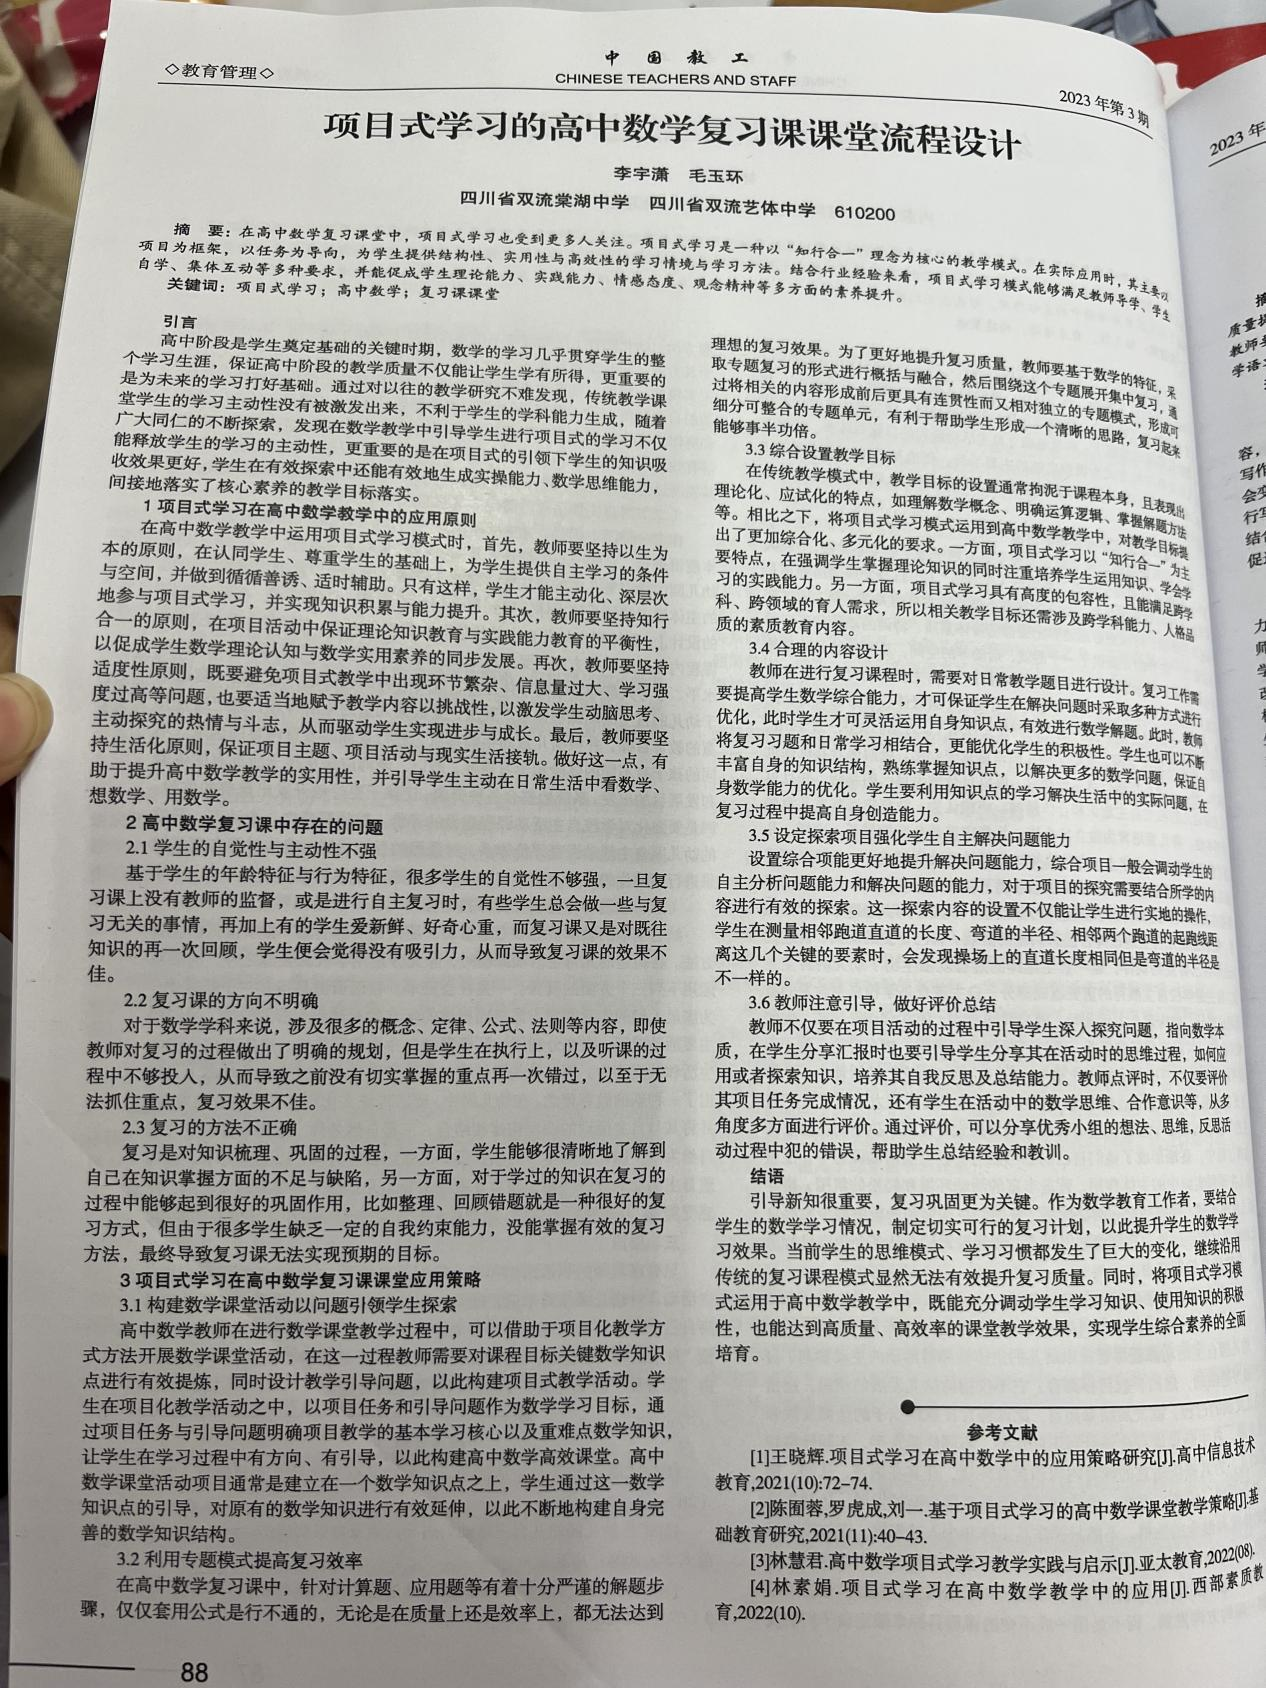 ◇教育管理◇
中 国 教 工
CHINESE TEACHERS AND STAFF
2023 年第 3 期
项目式学习的高中数学复习课课堂流程设计
李宇潇 毛玉环
四川省双流棠湖中学 四川省双流艺体中学 610200
摘 要：在高中数学复习课堂中，项目式学习也受到更多人关注。项目式学习是一种以“知行合一”理念为核心的教学模式。在实际应用时，其主要以
项目为框架，以任务为导向，为学生提供结构性、实用性与高效性的学习情境与学习方法。结合行业经验来看，项目式学习模式能够满足教师导学、学生
自学、集体互动等多种要求，并能促成学生理论能力、实践能力、情感态度、观念精神等多方面的素养提升。
关键词：项目式学习；高中数学；复习课课堂
引言
高中阶段是学生奠定基础的关键时期，数学的学习几乎贯穿学生的整
个学习生涯，保证高中阶段的教学质量不仅能让学生学有所得，更重要的
是为未来的学习打好基础。通过对以往的教学研究不难发现，传统教学课
堂学生的学习主动性没有被激发出来，不利于学生的学科能力生成，随着
广大同仁的不断探索，发现在数学教学中引导学生进行项目式的学习不仅
能释放学生的学习的主动性，更重要的是在项目式的引领下学生的知识吸
收效果更好，学生在有效探索中还能有效地生成实操能力、数学思维能力，
间接地落实了核心素养的教学目标落实。
1 项目式学习在高中数学教学中的应用原则
在高中数学教学中运用项目式学习模式时，首先，教师要坚持以生为
本的原则，在认同学生、尊重学生的基础上，为学生提供自主学习的条件
与空间，并做到循循善诱、适时辅助。只有这样，学生才能主动化、深层次
地参与项目式学习，并实现知识积累与能力提升。其次，教师要坚持知行
合一的原则，在项目活动中保证理论知识教育与实践能力教育的平衡性，
以促成学生数学理论认知与数学实用素养的同步发展。再次，教师要坚持
适度性原则，既要避免项目式教学中出现环节繁杂、信息量过大、学习强
度过高等问题，也要适当地赋予教学内容以挑战性，以激发学生动脑思考、
主动探究的热情与斗志，从而驱动学生实现进步与成长。最后，教师要坚
持生活化原则，保证项目主题、项目活动与现实生活接轨。做好这一点，有
助于提升高中数学教学的实用性，并引导学生主动在日常生活中看数学、
想数学、用数学。
2 高中数学复习课中存在的问题
2.1 学生的自觉性与主动性不强
基于学生的年龄特征与行为特征，很多学生的自觉性不够强，一旦复
习课上没有教师的监督，或是进行自主复习时，有些学生总会做一些与复
习无关的事情，再加上有的学生爱新鲜、好奇心重，而复习课又是对既往
知识的再一次回顾，学生便会觉得没有吸引力，从而导致复习课的效果不
佳。
2.2 复习课的方向不明确
对于数学学科来说，涉及很多的概念、定律、公式、法则等内容，即使
教师对复习的过程做出了明确的规划，但是学生在执行上，以及听课的过
程中不够投人，从而导致之前没有切实掌握的重点再一次错过，以至于无
法抓住重点，复习效果不佳。
2.3 复习的方法不正确
复习是对知识梳理、巩固的过程，一方面，学生能够很清晰地了解到
自己在知识掌握方面的不足与缺陷，另一方面，对于学过的知识在复习的
过程中能够起到很好的巩固作用，比如整理、回顾错题就是一种很好的复
习方式，但由于很多学生缺乏一定的自我约束能力，没能掌握有效的复习
方法，最终导致复习课无法实现预期的目标。
3 项目式学习在高中数学复习课课堂应用策略
3.1 构建数学课堂活动以问题引领学生探索
高中数学教师在进行数学课堂教学过程中，可以借助于项目化教学方
式方法开展数学课堂活动，在这一过程教师需要对课程目标关键数学知识
点进行有效提炼，同时设计教学引导问题，以此构建项目式教学活动。学
生在项目化教学活动之中，以项目任务和引导问题作为数学学习目标，通
过项目任务与引导问题明确项目教学的基本学习核心以及重难点数学知识，
让学生在学习过程中有方向、有引导，以此构建高中数学高效课堂。高中
数学课堂活动项目通常是建立在一个数学知识点之上，学生通过这一数学
知识点的引导，对原有的数学知识进行有效延伸，以此不断地构建自身完
善的数学知识结构。
3.2 利用专题模式提高复习效率
在高中数学复习课中，针对计算题、应用题等有着十分严谨的解题步
骤，仅仅套用公式是行不通的，无论是在质量上还是效率上，都无法达到
88
理想的复习效果。为了更好地提升复习质量，教师要基于数学的特征，采
取专题复习的形式进行概括与融合，然后围绕这个专题展开集中复习，通
过将相关的内容形成前后更具有连贯性而又相对独立的专题模式，形成可
细分可整合的专题单元，有利于帮助学生形成一个清晰的思路，复习起来
能够事半功倍。
3.3 综合设置教学目标
在传统教学模式中，教学目标的设置通常拘泥于课程本身，且表现出
理论化、应试化的特点，如理解数学概念、明确运算逻辑、掌握解题方法
等。相比之下，将项目式学习模式运用到高中数学教学中，对教学目标提
出了更加综合化、多元化的要求。一方面，项目式学习以“知行合一”为主
要特点，在强调学生掌握理论知识的同时注重培养学生运用知识、学会学
习的实践能力。另一方面，项目式学习具有高度的包容性，且能满足跨学
科、跨领域的育人需求，所以相关教学目标还需涉及跨学科能力、人格品
质的素质教育内容。
3.4 合理的内容设计
教师在进行复习课程时，需要对日常教学题目进行设计。复习工作需
要提高学生数学综合能力，才可保证学生在解决问题时采取多种方式进行
优化，此时学生才可灵活运用自身知识点，有效进行数学解题。此时，教师
将复习习题和日常学习相结合，更能优化学生的积极性。学生也可以不断
丰富自身的知识结构，熟练掌握知识点，以解决更多的数学问题，保证自
身数学能力的优化。学生要利用知识点的学习解决生活中的实际问题，在
复习过程中提高自身创造能力。
3.5 设定探索项目强化学生自主解决问题能力
设置综合项能更好地提升解决问题能力，综合项目一般会调动学生的
自主分析问题能力和解决问题的能力，对于项目的探究需要结合所学的内
容进行有效的探索。这一探索内容的设置不仅能让学生进行实地的操作，
学生在测量相邻跑道直道的长度、弯道的半径、相邻两个跑道的起跑线距
离这几个关键的要素时，会发现操场上的直道长度相同但是弯道的半径是
不一样的。
3.6 教师注意引导，做好评价总结
教师不仅要在项目活动的过程中引导学生深人探究问题，指向数学本
质，在学生分享汇报时也要引导学生分享其在活动时的思维过程，如何应
用或者探索知识，培养其自我反思及总结能力。教师点评时，不仅要评价
其项目任务完成情况，还有学生在活动中的数学思维、合作意识等，从多
角度多方面进行评价。通过评价，可以分享优秀小组的想法、思维，反思活
动过程中犯的错误，帮助学生总结经验和教训。
结语
引导新知很重要，复习巩固更为关键。作为数学教育工作者，要结合
学生的数学学习情况，制定切实可行的复习计划，以此提升学生的数学学
习效果。当前学生的思维模式、学习习惯都发生了巨大的变化，继续沿用
传统的复习课程模式显然无法有效提升复习质量。同时，将项目式学习模
式运用于高中数学教学中，既能充分调动学生学习知识、使用知识的积极
性，也能达到高质量、高效率的课堂教学效果，实现学生综合素养的全面
培育。
参考文献
[1]王晓辉.项目式学习在高中数学中的应用策略研究[J].高中信息技术
教育,2021(10):72–74.
[2]陈囿蓉,罗虎成,刘一.基于项目式学习的高中数学课堂教学策略[J].基
础教育研究,2021(11):40–43.
[3]林慧君.高中数学项目式学习教学实践与启示[J].亚太教育,2022(08).
[4]林素娟.项目式学习在高中数学教学中的应用[J].西部素质教
育,2022(10).
2023 年
质量提
教师
学语
容，
写作
会变
行写
结合
促进